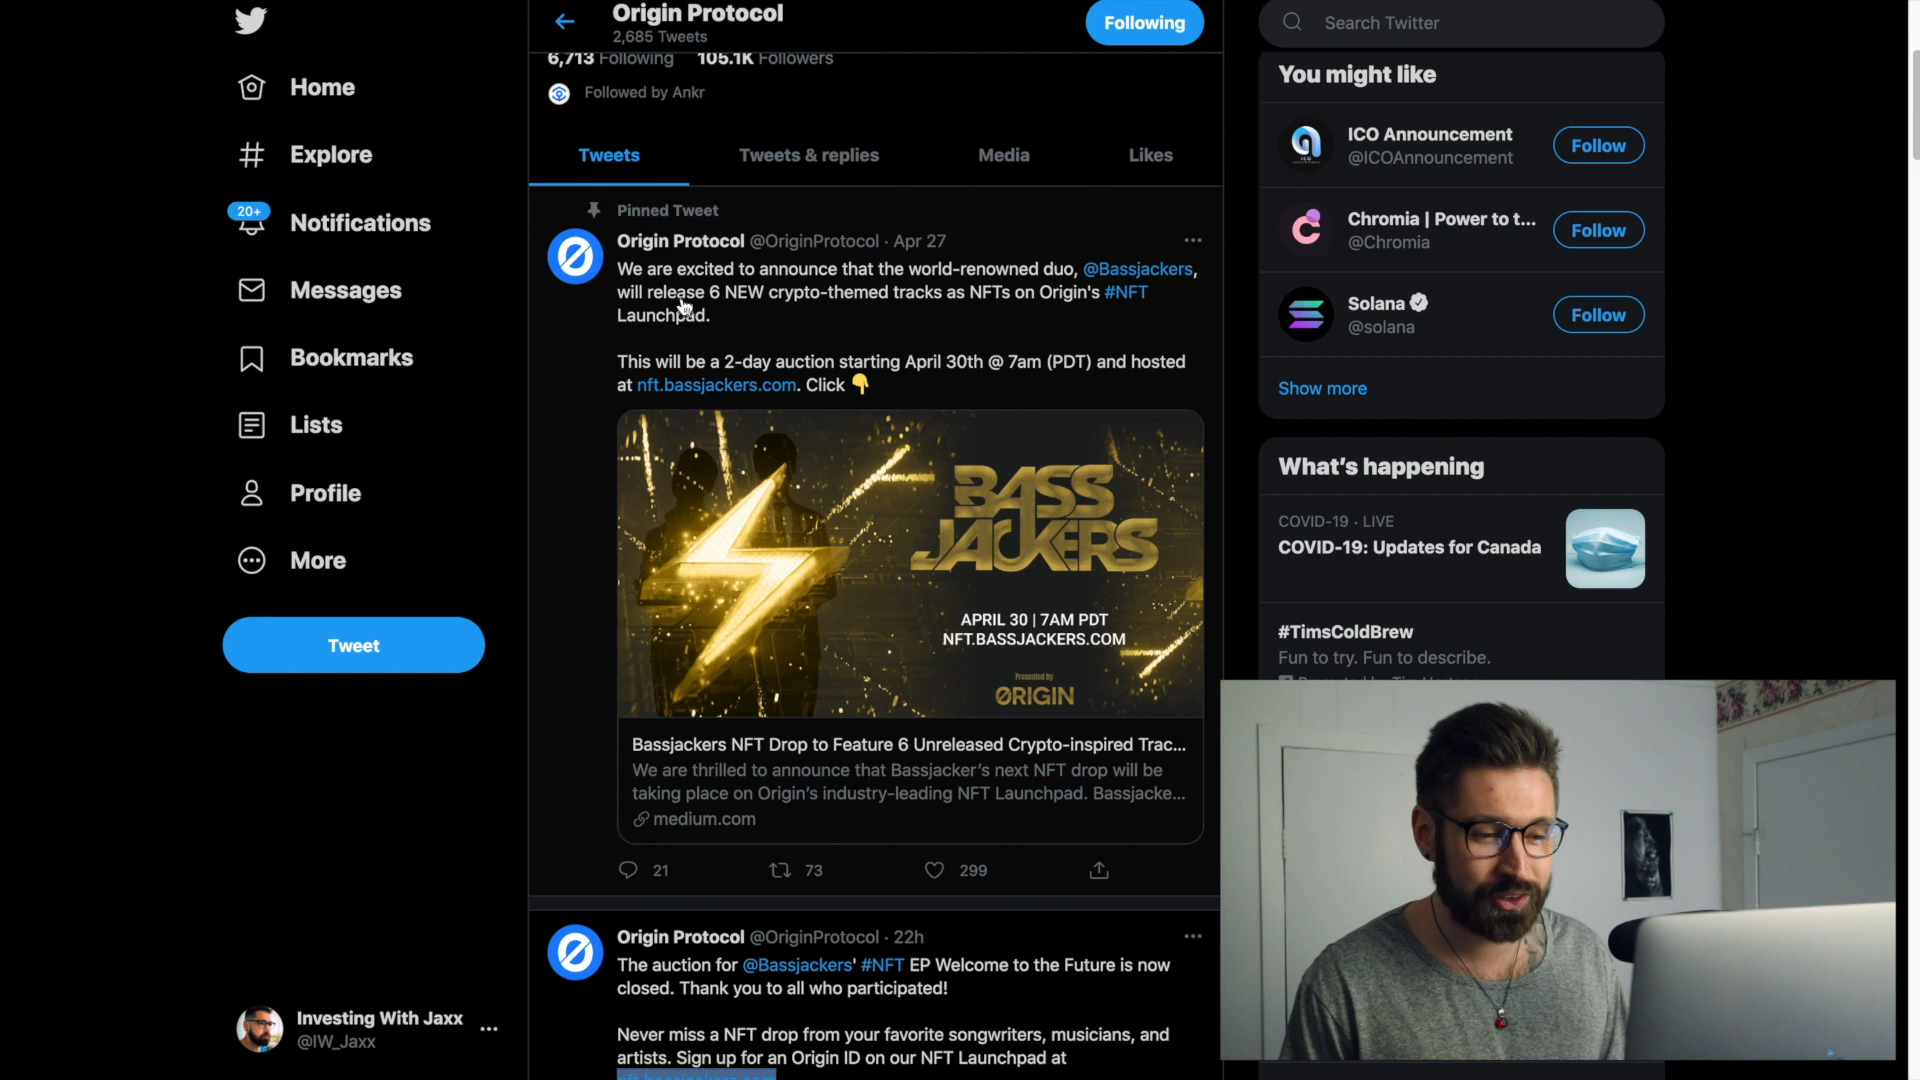 Home
Explore
20+
Notifications
Messages
Bookmarks
Lists
Profile
More
Tweet
Investing With Jaxx
@IW_Jaxx
Origin Protocol
2,685 Tweets
Following
6,713 Following 105.1K Followers
Followed by Ankr
Tweets
Tweets & replies
Media
Likes
Pinned Tweet
Origin Protocol @OriginProtocol · Apr 27
We are excited to announce that the world-renowned duo, @Bassjackers,
will release 6 NEW crypto-themed tracks as NFTs on Origin's #NFT
Launchpad.
This will be a 2-day auction starting April 30th @ 7am (PDT) and hosted
at nft.bassjackers.com. Click 👇
BASS
JACKERS
APRIL 30 | 7AM PDT
NFT.BASSJACKERS.COM
Presented by
ØRIGIN
Bassjackers NFT Drop to Feature 6 Unreleased Crypto-inspired Trac...
We are thrilled to announce that Bassjacker's next NFT drop will be
taking place on Origin's industry-leading NFT Launchpad. Bassjacke...
medium.com
21
73
299
Origin Protocol @OriginProtocol · 22h
The auction for @Bassjackers' #NFT EP Welcome to the Future is now
closed. Thank you to all who participated!
Never miss a NFT drop from your favorite songwriters, musicians, and
artists. Sign up for an Origin ID on our NFT Launchpad at
Search Twitter
You might like
ICO Announcement
@ICOAnnouncement
Follow
Chromia | Power to t...
@Chromia
Follow
Solana
@solana
Follow
Show more
What's happening
COVID-19 · LIVE
COVID-19: Updates for Canada
#TimsColdBrew
Fun to try. Fun to describe.